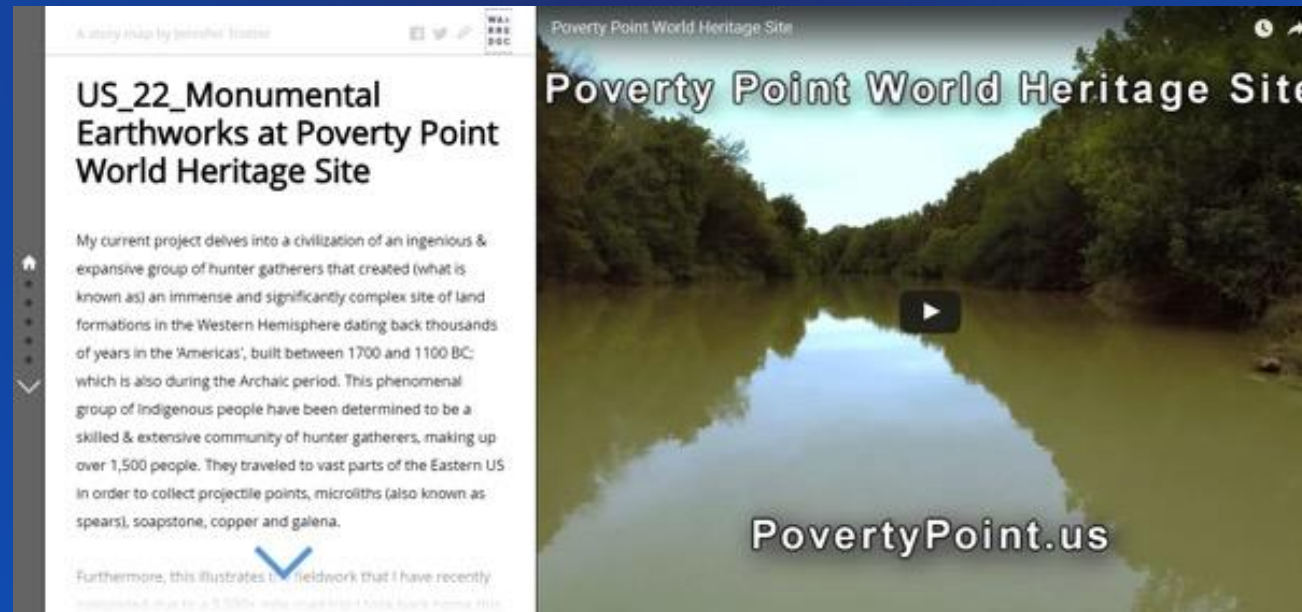 A story map by Jennifer Trotter
US_22_Monumental
Earthworks at Poverty Point
World Heritage Site
My current project delves into a civilization of an ingenious &
expansive group of hunter gatherers that created (what is
known as) an immense and significantly complex site of land
formations in the Western Hemisphere dating back thousands
of years in the 'Americas', built between 1700 and 1100 BC;
which is also during the Archaic period. This phenomenal
group of Indigenous people have been determined to be a
skilled & extensive community of hunter gatherers, making up
over 1,500 people. They traveled to vast parts of the Eastern US
in order to collect projectile points, microliths (also known as
spears), soapstone, copper and galena.
Furthermore, this illustrates fieldwork that I have recently
Poverty Point World Heritage Site
Poverty Point World Heritage Site
PovertyPoint.us